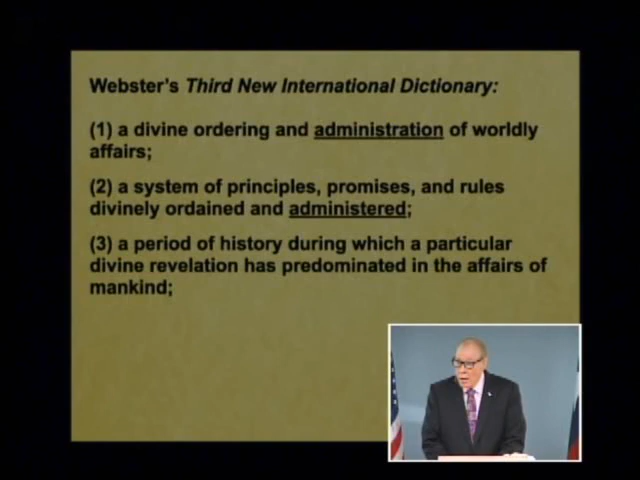 Webster's Third New International Dictionary:
(1) a divine ordering and administration of worldly
affairs;
(2) a system of principles, promises, and rules
divinely ordained and administered;
(3) a period of history during which a particular
divine revelation has predominated in the affairs of
mankind;